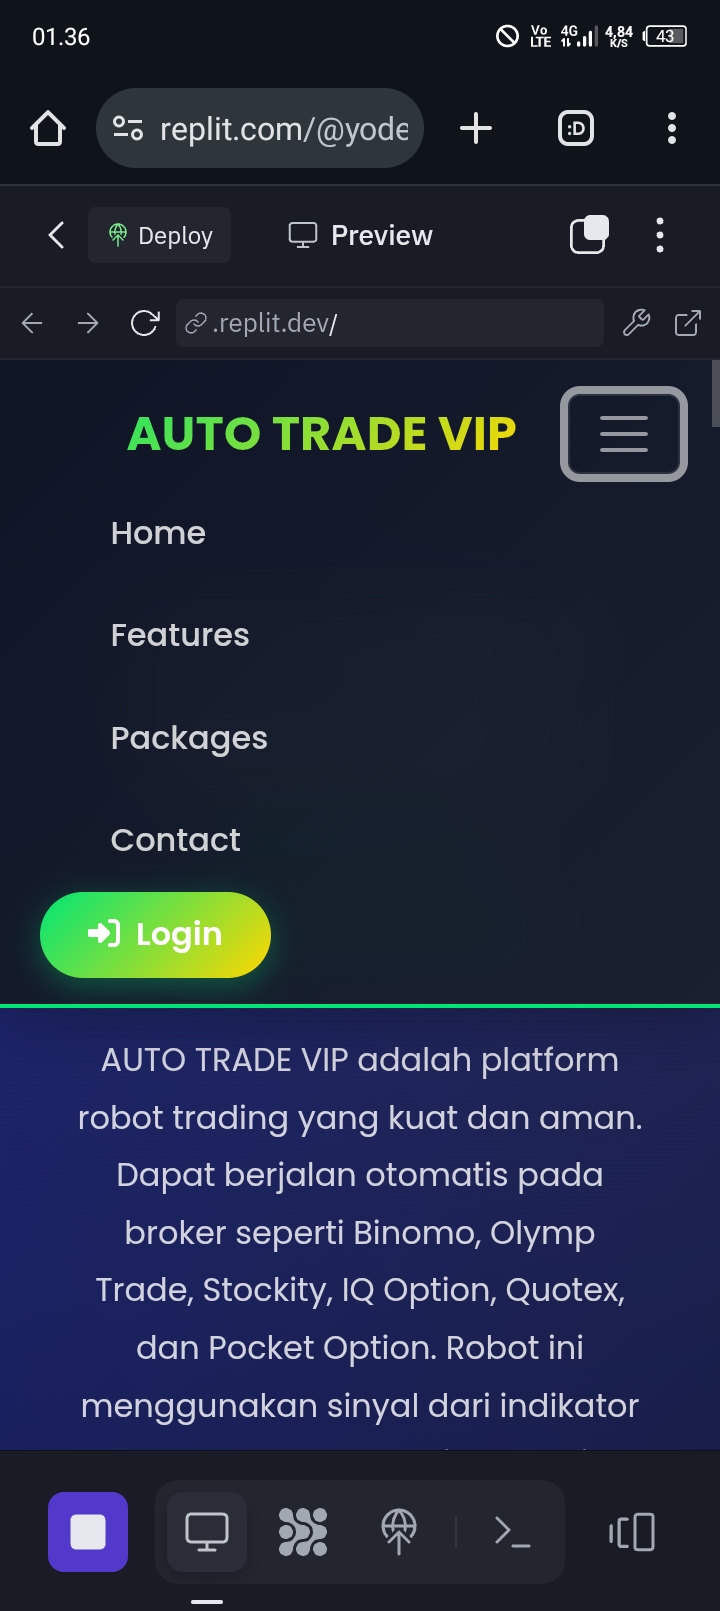 01.36
Vo LTE 4G 4,84 K/S 43
replit.com/@yode
:D
Deploy
Preview
.replit.dev/
AUTO TRADE VIP
Home
Features
Packages
Contact
Login
AUTO TRADE VIP adalah platform
robot trading yang kuat dan aman.
Dapat berjalan otomatis pada
broker seperti Binomo, Olymp
Trade, Stockity, IQ Option, Quotex,
dan Pocket Option. Robot ini
menggunakan sinyal dari indikator